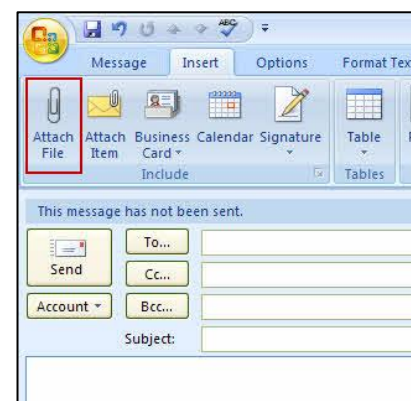 ABC
Message Insert Options Format Tex
Attach File
Attach Item
Business Card
Calendar
Signature
Table
Include
Tables
This message has not been sent.
Send
To...
Cc...
Account
Bcc...
Subject: